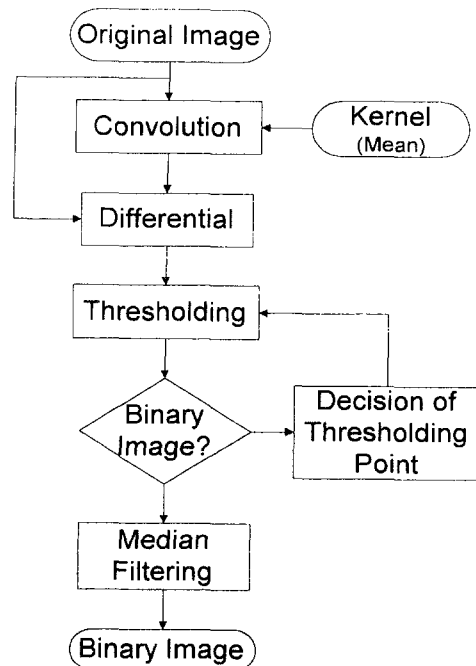 Original Image
Convolution
Kernel
(Mean)
Differential
Thresholding
Binary
Image?
Decision of
Thresholding
Point
Median
Filtering
Binary Image